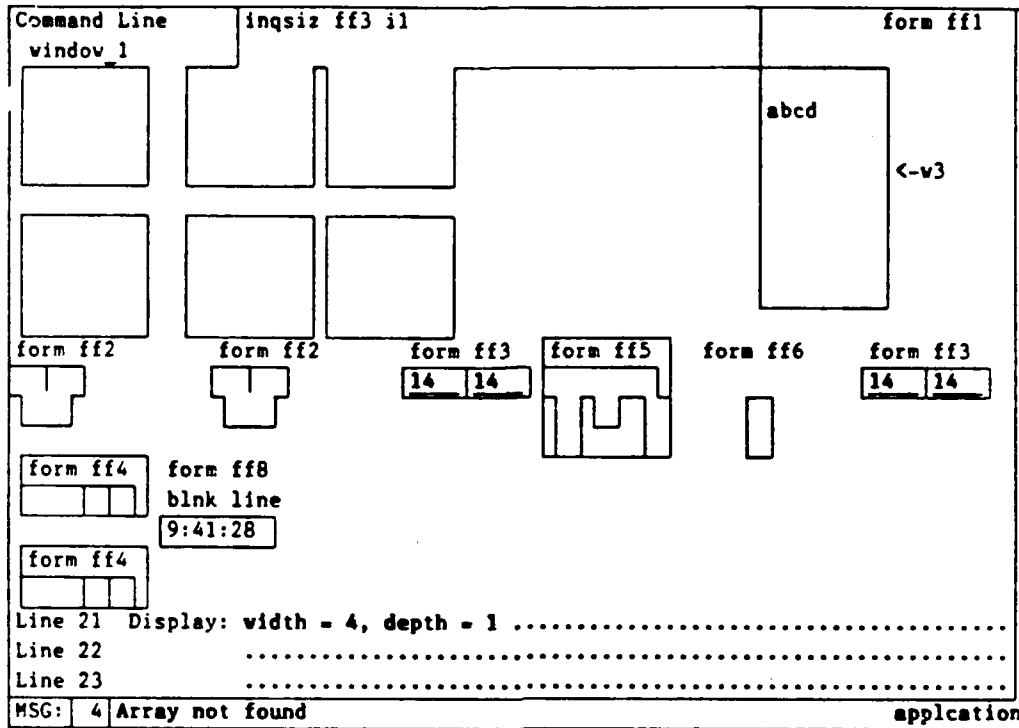 Command Line inqsiz ff3 i1 form ff1
window_1
abcd
<-w3
form ff2 form ff2 form ff3 form ff5 form ff6 form ff3
14 14 14 14
form ff4 form ff8
blnk line
9:41:28
form ff4
Line 21 Display: width = 4, depth = 1 ........................................
Line 22 .............................................................
Line 23 .............................................................
MSG: 4 Array not found applcation